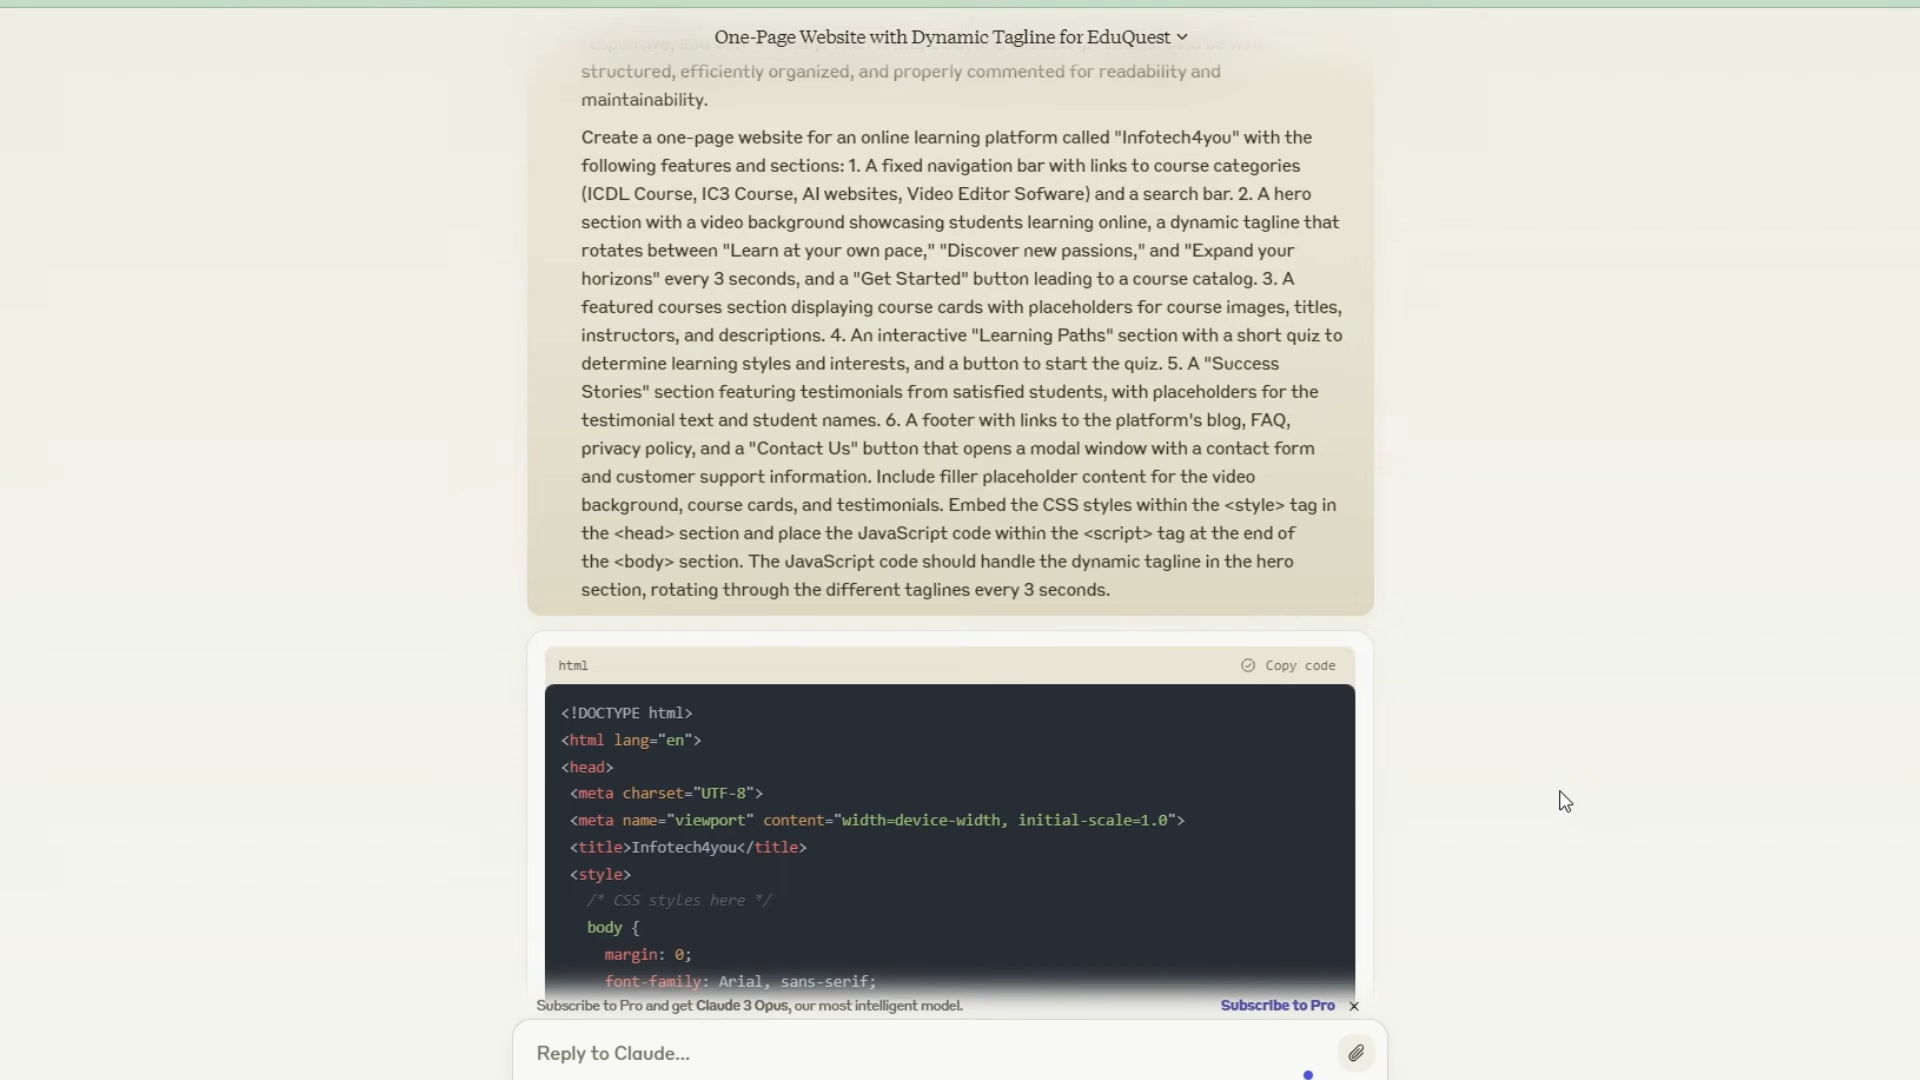 One-Page Website with Dynamic Tagline for EduQuest
structured, efficiently organized, and properly commented for readability and
maintainability.
Create a one-page website for an online learning platform called "Infotech4you" with the
following features and sections: 1. A fixed navigation bar with links to course categories
(ICDL Course, IC3 Course, AI websites, Video Editor Sofware) and a search bar. 2. A hero
section with a video background showcasing students learning online, a dynamic tagline that
rotates between "Learn at your own pace," "Discover new passions," and "Expand your
horizons" every 3 seconds, and a "Get Started" button leading to a course catalog. 3. A
featured courses section displaying course cards with placeholders for course images, titles,
instructors, and descriptions. 4. An interactive "Learning Paths" section with a short quiz to
determine learning styles and interests, and a button to start the quiz. 5. A "Success
Stories" section featuring testimonials from satisfied students, with placeholders for the
testimonial text and student names. 6. A footer with links to the platform's blog, FAQ,
privacy policy, and a "Contact Us" button that opens a modal window with a contact form
and customer support information. Include filler placeholder content for the video
background, course cards, and testimonials. Embed the CSS styles within the <style> tag in
the <head> section and place the JavaScript code within the <script> tag at the end of
the <body> section. The JavaScript code should handle the dynamic tagline in the hero
section, rotating through the different taglines every 3 seconds.
html
Copy code
<!DOCTYPE html>
<html lang="en">
<head>
<meta charset="UTF-8">
<meta name="viewport" content="width=device-width, initial-scale=1.0">
<title>Infotech4you</title>
<style>
/* CSS styles here */
body {
margin: 0;
font-family: Arial, sans-serif;
Subscribe to Pro and get Claude 3 Opus, our most intelligent model.
Subscribe to Pro
Reply to Claude...